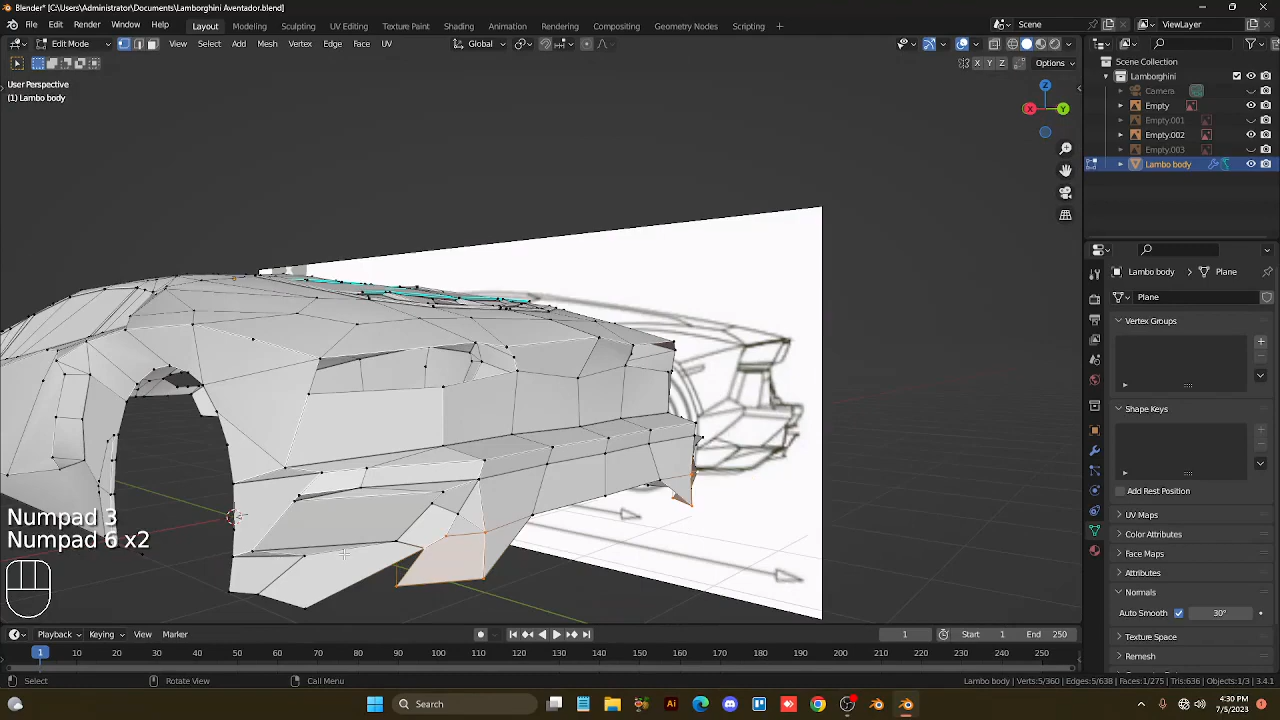 Blender* [C:\Users\Administrator\Documents\Lamborghini Aventador.blend]
File Edit Render Window Help Layout Modeling Sculpting UV Editing Texture Paint Shading Animation Rendering Compositing Geometry Nodes Scripting Scene ViewLayer
Edit Mode View Select Add Mesh Vertex Edge Face UV Global
X Y Z Options
User Perspective
(1) Lambo body
X Y Z
Scene Collection
Lamborghini
Camera
Empty
Empty.001
Empty.002
Empty.003
Lambo body
Lambo body Plane
Plane
Vertex Groups
Shape Keys
Add Rest Position
UV Maps
Color Attributes
Face Maps
Attributes
Normals
Auto Smooth 30°
Texture Space
Remesh
Numpad 3
Numpad 6 x2
Playback Keying View Marker 1 Start 1 End 250
1 10 20 30 40 50 60 70 80 90 100 110 120 130 140 150 160 170 180 190 200 210 220 230 240 250
Select Rotate View Call Menu Lambo body | Verts:5/360 | Edges:5/638 | Faces:1/275 | Tris:636 | Objects:1/3 | 3.4.1
Search Ai 4:30 PM
7/5/2023